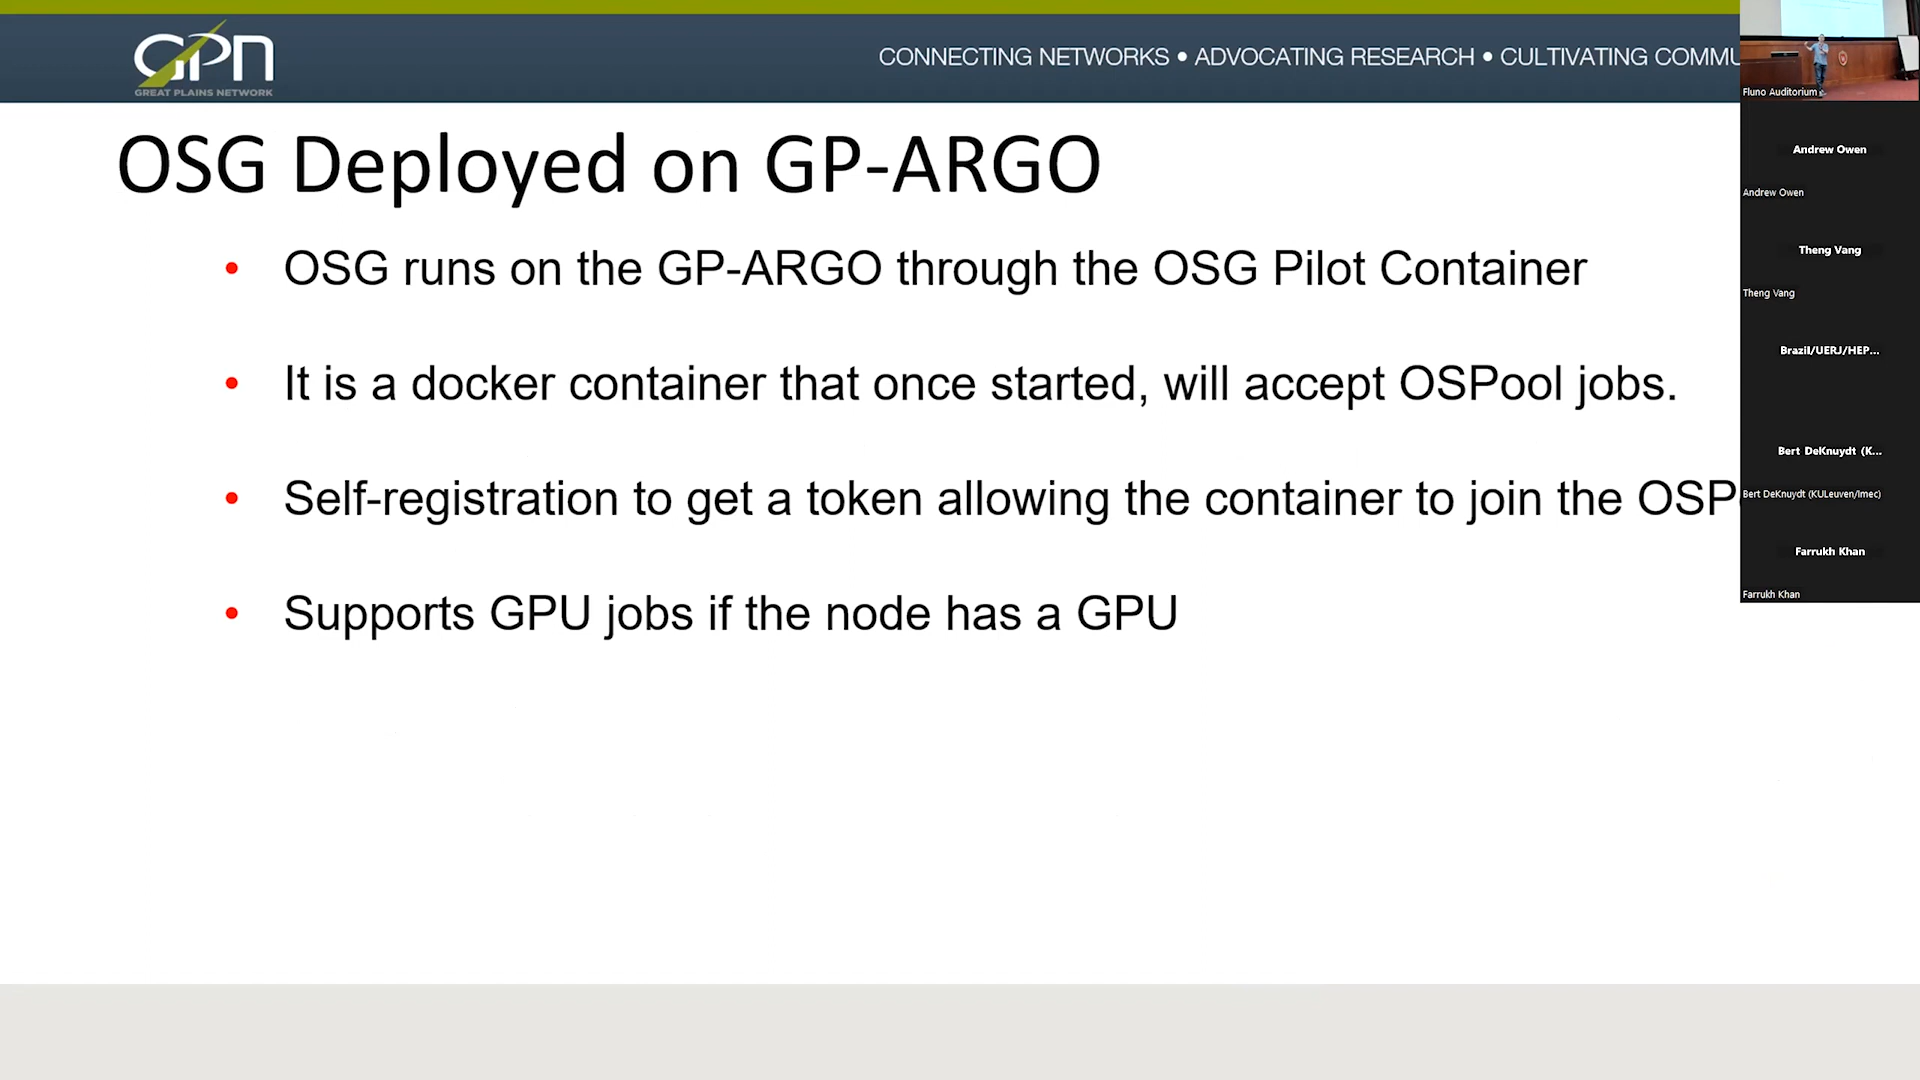 GPN
GREAT PLAINS NETWORK
CONNECTING NETWORKS • ADVOCATING RESEARCH • CULTIVATING COMMU
OSG Deployed on GP-ARGO
• OSG runs on the GP-ARGO through the OSG Pilot Container
• It is a docker container that once started, will accept OSPool jobs.
• Self-registration to get a token allowing the container to join the OSP
• Supports GPU jobs if the node has a GPU
Fluno Auditorium
Andrew Owen
Andrew Owen
Theng Vang
Theng Vang
Brazil/UERJ/HEP...
Bert DeKnuydt (K...
Bert DeKnuydt (KULeuven/Imec)
Farrukh Khan
Farrukh Khan